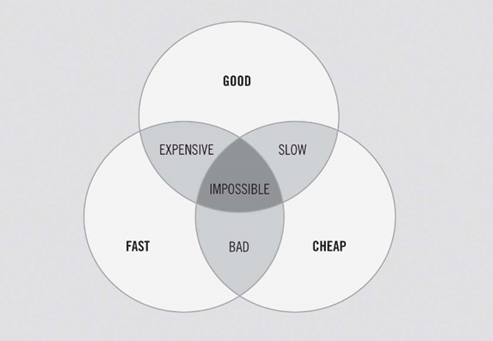 GOOD
EXPENSIVE
SLOW
IMPOSSIBLE
FAST
BAD
CHEAP